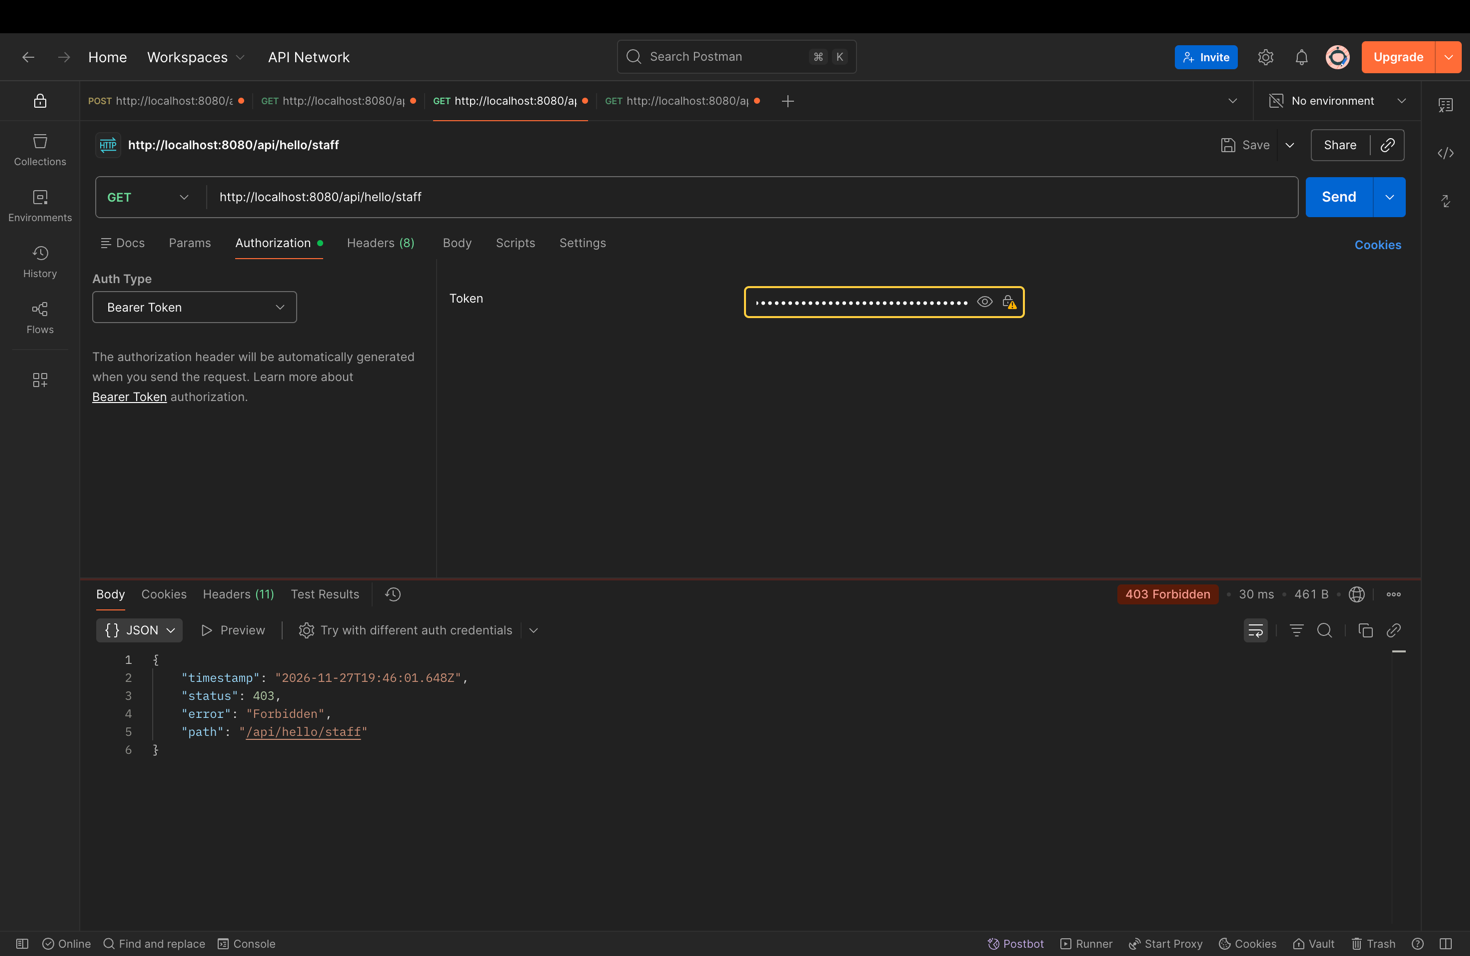 Home Workspaces API Network Search Postman ⌘ K Invite Upgrade
POST http://localhost:8080/a GET http://localhost:8080/ap GET http://localhost:8080/ap GET http://localhost:8080/ap No environment
HTTP http://localhost:8080/api/hello/staff Save Share
GET http://localhost:8080/api/hello/staff Send
Docs Params Authorization Headers (8) Body Scripts Settings Cookies
Collections
Environments
History
Flows
Auth Type
Bearer Token
The authorization header will be automatically generated
when you send the request. Learn more about
Bearer Token authorization.
Token
Body Cookies Headers (11) Test Results 403 Forbidden 30 ms 461 B
{} JSON Preview Try with different auth credentials
1 {
2 "timestamp": "2026-11-27T19:46:01.648Z",
3 "status": 403,
4 "error": "Forbidden",
5 "path": "/api/hello/staff"
6 }
Online Find and replace Console Postbot Runner Start Proxy Cookies Vault Trash